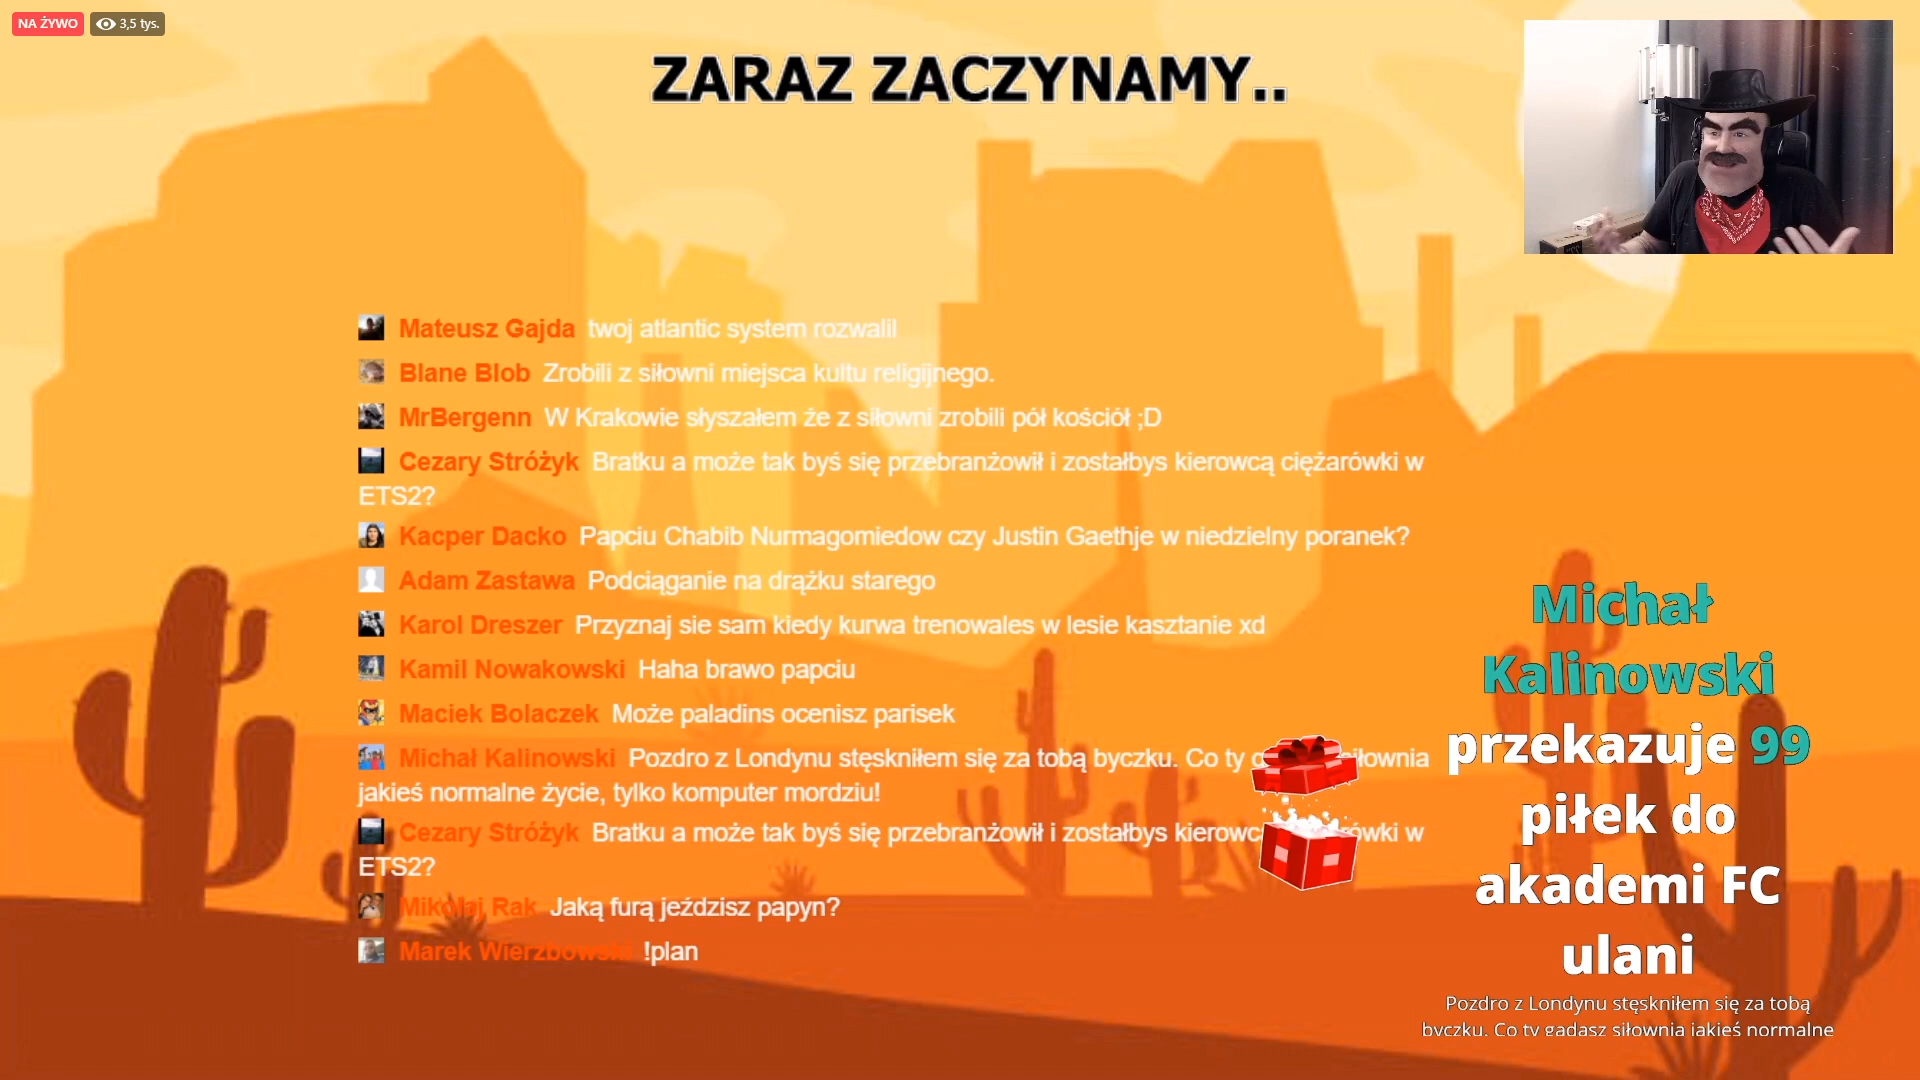 NA ŻYWO
3,5 tys.
ZARAZ ZACZYNAMY..
Mateusz Gajda twoj atlantic system rozwalil
Blane Blob Zrobili z siłowni miejsca kultu religijnego.
MrBergenn W Krakowie słyszałem że z siłowni zrobili pół kościół ;D
Cezary Stróżyk Bratku a może tak byś się przebranżowił i zostałbys kierowcą ciężarówki w
ETS2?
Kacper Dacko Papciu Chabib Nurmagomiedow czy Justin Gaethje w niedzielny poranek?
Adam Zastawa Podciąganie na drążku starego
Karol Dreszer Przyznaj sie sam kiedy kurwa trenowales w lesie kasztanie xd
Kamil Nowakowski Haha brawo papciu
Maciek Bolaczek Może paladins ocenisz parisek
Michał Kalinowski Pozdro z Londynu stęskniłem się za tobą byczku. Co ty
jakieś normalne życie, tylko komputer mordziu!
Cezary Stróżyk Bratku a może tak byś się przebranżowił i zostałbys w
ETS2?
Mikołaj Rak Jaką furą jeździsz papyn?
Marek Wierzbowski !plan
Michał
Kalinowski
przekazuje 99
piłek do
akademi FC
ulani
Pozdro z Londynu stęskniłem się za tobą
byczku. Co ty gadasz siłownia jakieś normalne